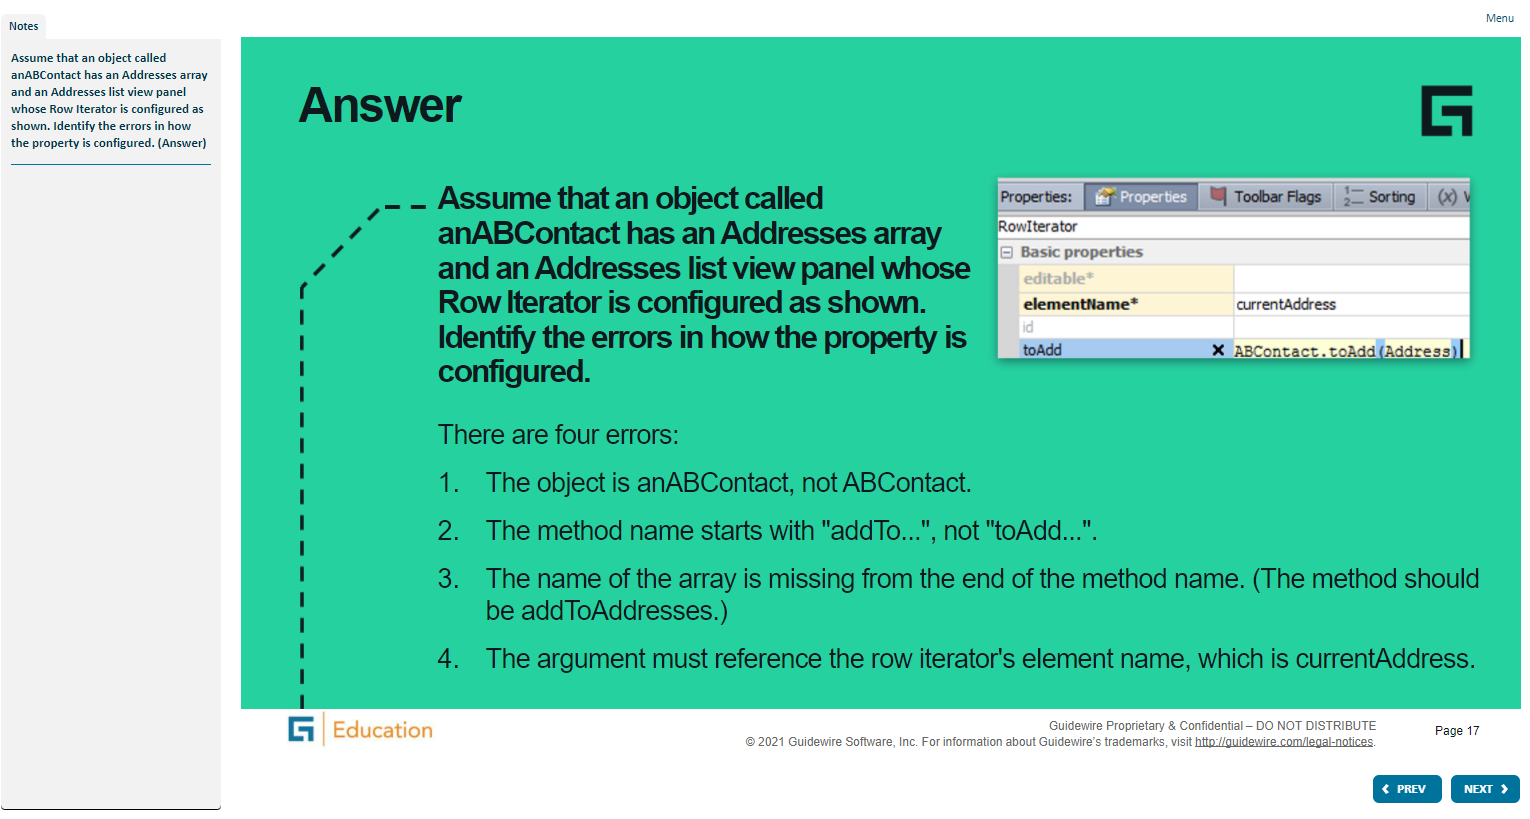 Menu
Notes
Assume that an object called
anABContact has an Addresses array
and an Addresses list view panel
whose Row Iterator is configured as
shown. Identify the errors in how
the property is configured. (Answer)
Answer
Assume that an object called
anABContact has an Addresses array
and an Addresses list view panel whose
Row Iterator is configured as shown.
Identify the errors in how the property is
configured.
Properties: Properties Toolbar Flags Sorting (x)
RowIterator
Basic properties
editable*
elementName* currentAddress
id
toAdd ABContact.toAdd(Address)
There are four errors:
1. The object is anABContact, not ABContact.
2. The method name starts with "addTo...", not "toAdd...".
3. The name of the array is missing from the end of the method name. (The method should
be addToAddresses.)
4. The argument must reference the row iterator's element name, which is currentAddress.
Education
Guidewire Proprietary & Confidential – DO NOT DISTRIBUTE
© 2021 Guidewire Software, Inc. For information about Guidewire's trademarks, visit http://guidewire.com/legal-notices.
Page 17
PREV
NEXT